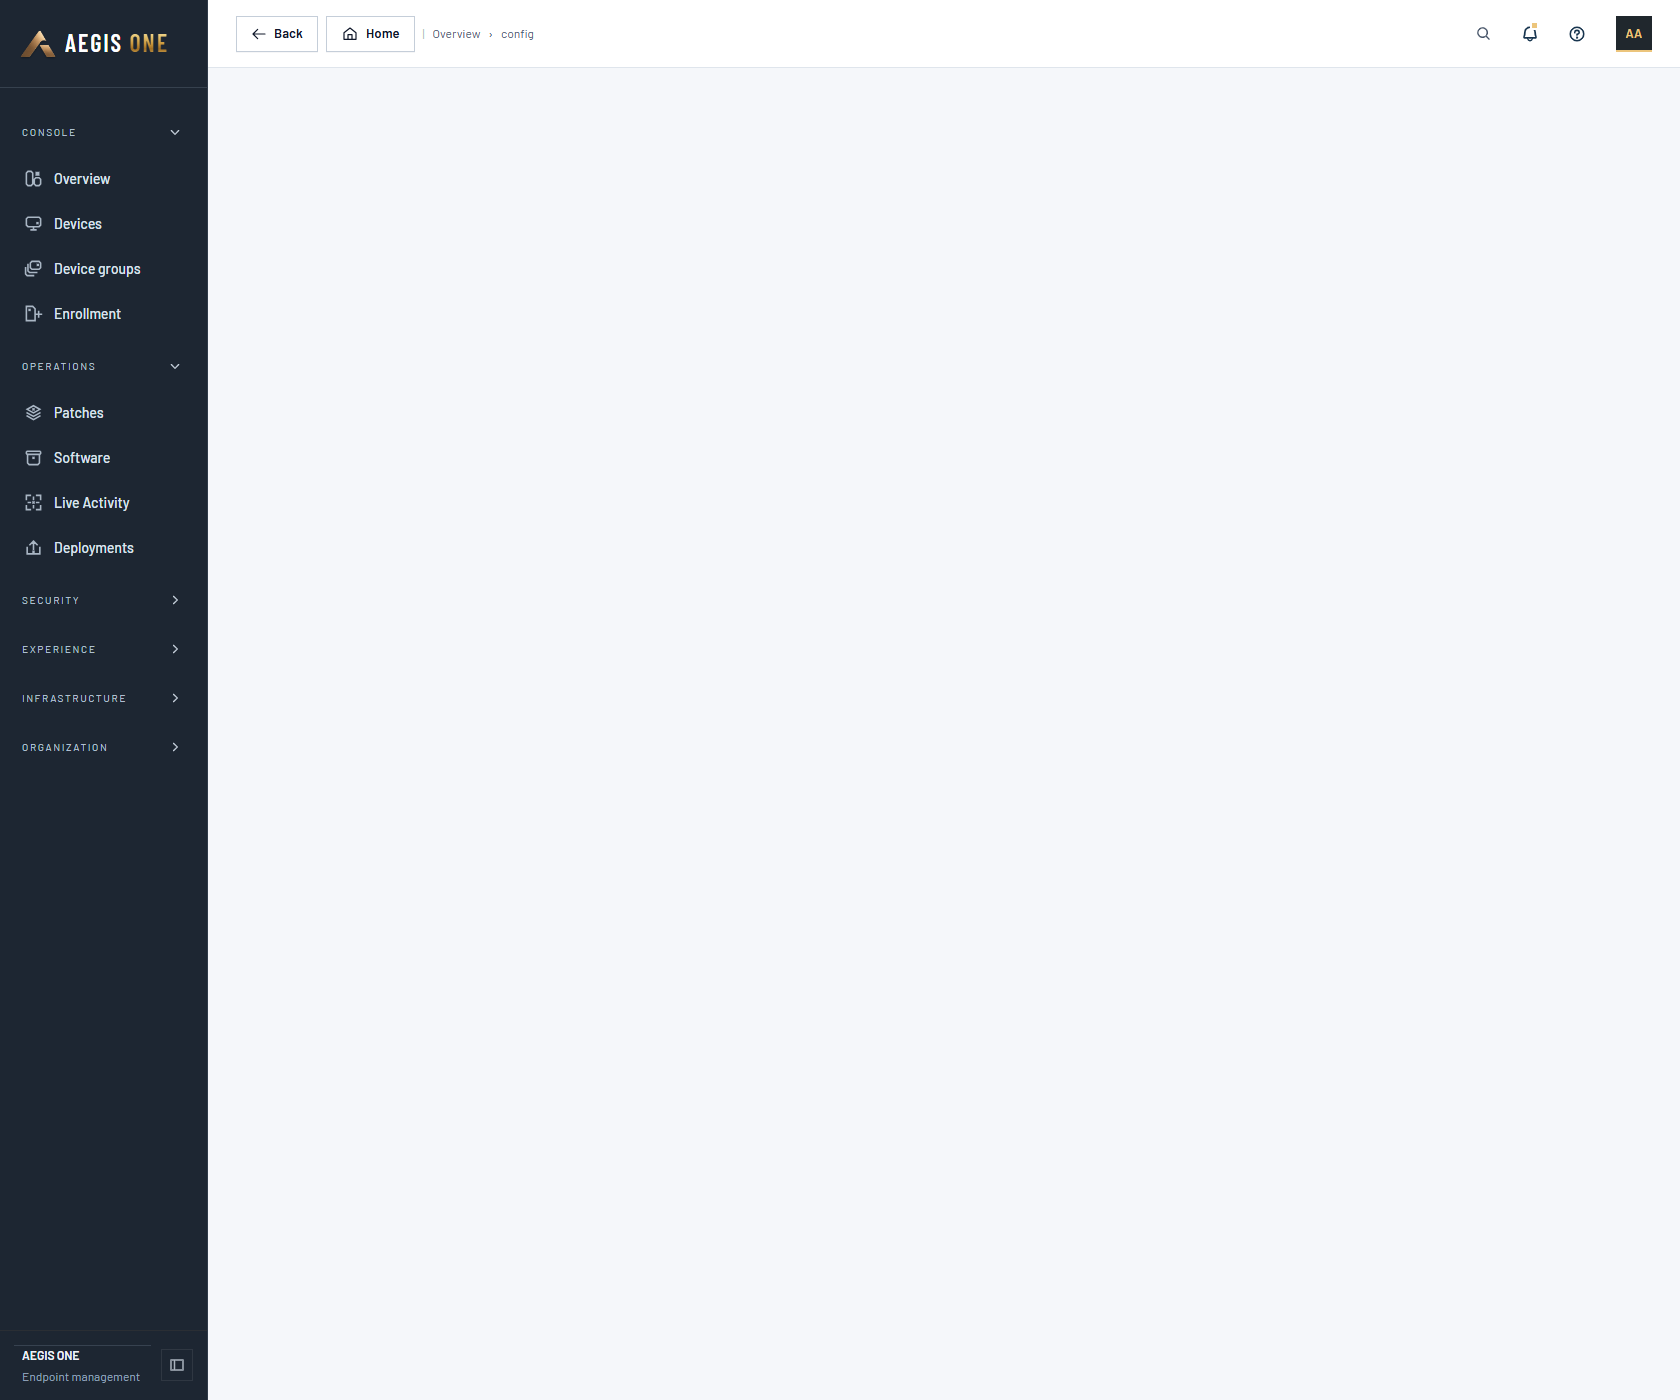 AEGIS ONE
Back
Home
Overview › config
AA
CONSOLE
Overview
Devices
Device groups
Enrollment
OPERATIONS
Patches
Software
Live Activity
Deployments
SECURITY
EXPERIENCE
INFRASTRUCTURE
ORGANIZATION
AEGIS ONE
Endpoint management